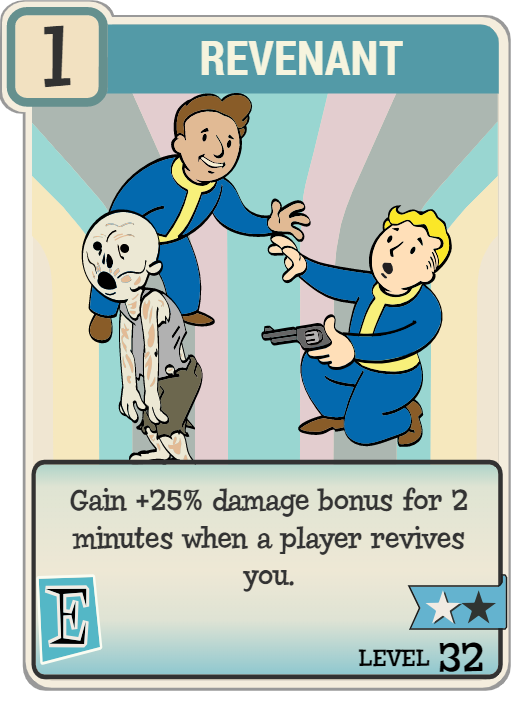 1
REVENANT
Gain +25% damage bonus for 2
minutes when a player revives
you.
E
LEVEL 32